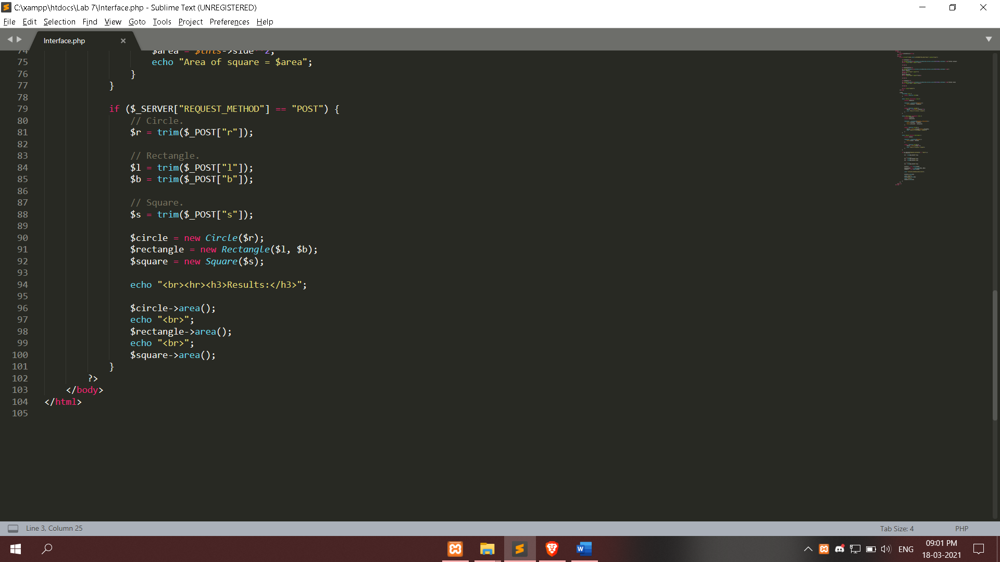 C:\xampp\htdocs\Lab 7\Interface.php - Sublime Text (UNREGISTERED)
File Edit Selection Find View Goto Tools Project Preferences Help
Interface.php
74 $area = $this->side**2;
75 echo "Area of square = $area";
76 }
77 }
78
79 if ($_SERVER["REQUEST_METHOD"] == "POST") {
80 // Circle.
81 $r = trim($_POST["r"]);
82
83 // Rectangle.
84 $l = trim($_POST["l"]);
85 $b = trim($_POST["b"]);
86
87 // Square.
88 $s = trim($_POST["s"]);
89
90 $circle = new Circle($r);
91 $rectangle = new Rectangle($l, $b);
92 $square = new Square($s);
93
94 echo "<br><hr><h3>Results:</h3>";
95
96 $circle->area();
97 echo "<br>";
98 $rectangle->area();
99 echo "<br>";
100 $square->area();
101 }
102 ?>
103 </body>
104 </html>
105
Line 3, Column 25
Tab Size: 4
PHP
ENG
09:01 PM
18-03-2021